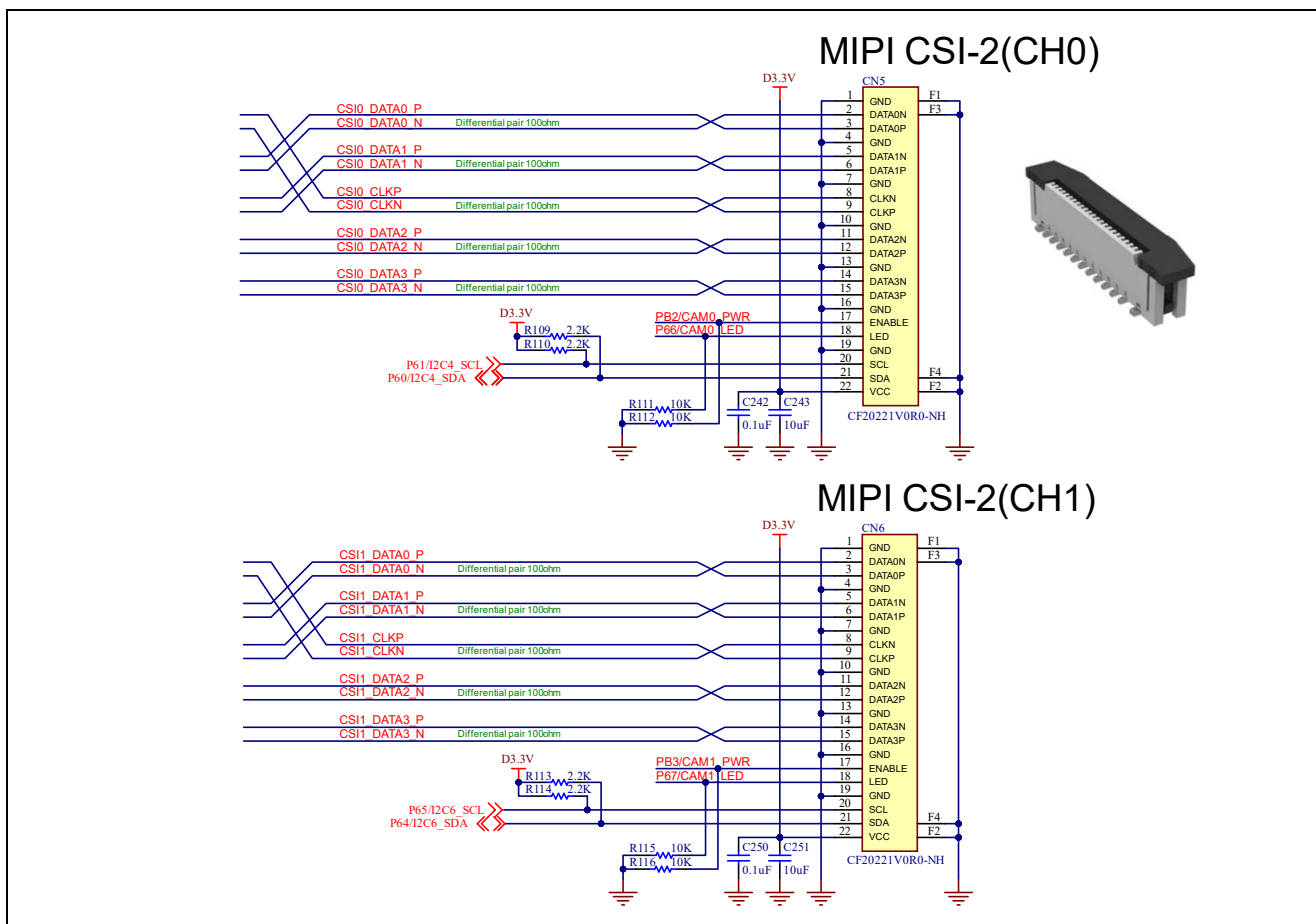 MIPI CSI-2(CH0)
D3.3V
CN5
CSI0_DATA0_P
CSI0_DATA0_N Differential pair 100ohm
CSI0_DATA1_P
CSI0_DATA1_N Differential pair 100ohm
CSI0_CLKP
CSI0_CLKN Differential pair 100ohm
CSI0_DATA2_P
CSI0_DATA2_N Differential pair 100ohm
CSI0_DATA3_P
CSI0_DATA3_N Differential pair 100ohm
1 GND F1
2 DATA0N F3
3 DATA0P
4 GND
5 DATA1N
6 DATA1P
7 GND
8 CLKN
9 CLKP
10 GND
11 DATA2N
12 DATA2P
13 GND
14 DATA3N
15 DATA3P
16 GND
17 ENABLE
18 LED
19 GND
20 SCL
21 SDA F4
22 VCC F2
CF20221V0R0-NH
PB2/CAM0_PWR
P66/CAM0_LED
D3.3V
R109 2.2K
R110 2.2K
P61/I2C4_SCL
P60/I2C4_SDA
R111 10K
R112 10K
C242
0.1uF
C243
10uF
MIPI CSI-2(CH1)
D3.3V
CN6
CSI1_DATA0_P
CSI1_DATA0_N Differential pair 100ohm
CSI1_DATA1_P
CSI1_DATA1_N Differential pair 100ohm
CSI1_CLKP
CSI1_CLKN Differential pair 100ohm
CSI1_DATA2_P
CSI1_DATA2_N Differential pair 100ohm
CSI1_DATA3_P
CSI1_DATA3_N Differential pair 100ohm
1 GND F1
2 DATA0N F3
3 DATA0P
4 GND
5 DATA1N
6 DATA1P
7 GND
8 CLKN
9 CLKP
10 GND
11 DATA2N
12 DATA2P
13 GND
14 DATA3N
15 DATA3P
16 GND
17 ENABLE
18 LED
19 GND
20 SCL
21 SDA F4
22 VCC F2
CF20221V0R0-NH
PB3/CAM1_PWR
P67/CAM1_LED
D3.3V
R113 2.2K
R114 2.2K
P65/I2C6_SCL
P64/I2C6_SDA
R115 10K
R116 10K
C250
0.1uF
C251
10uF